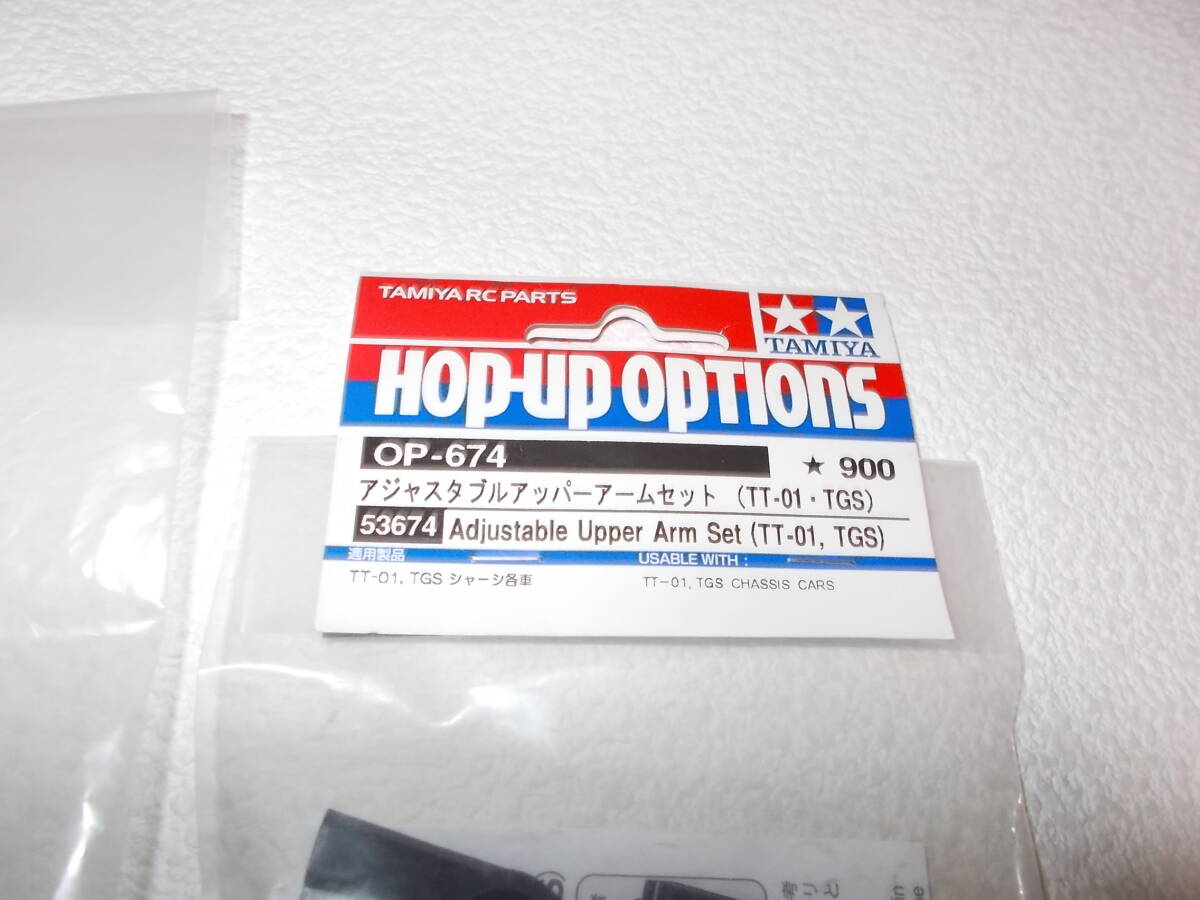 TAMIYA RC PARTS
TAMIYA
HOP-UP OPTIONS
OP-674
★ 900
アジャスタブルアッパーアームセット (TT-01・TGS)
53674 Adjustable Upper Arm Set (TT-01, TGS)
適用製品
USABLE WITH :
TT-01, TGS シャーシ各車
TT-01, TGS CHASSIS CARS